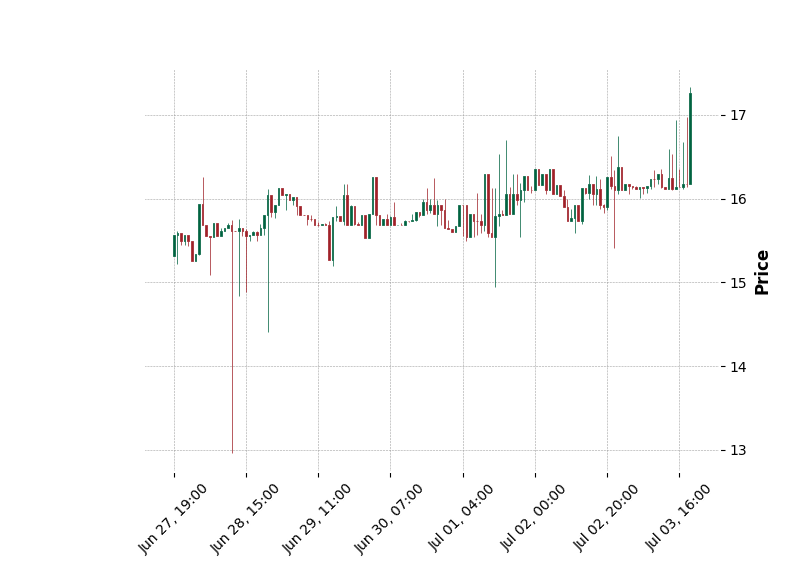 17
16
15
14
13
Price
Jun 27, 19:00
Jun 28, 15:00
Jun 29, 11:00
Jun 30, 07:00
Jul 01, 04:00
Jul 02, 00:00
Jul 02, 20:00
Jul 03, 16:00